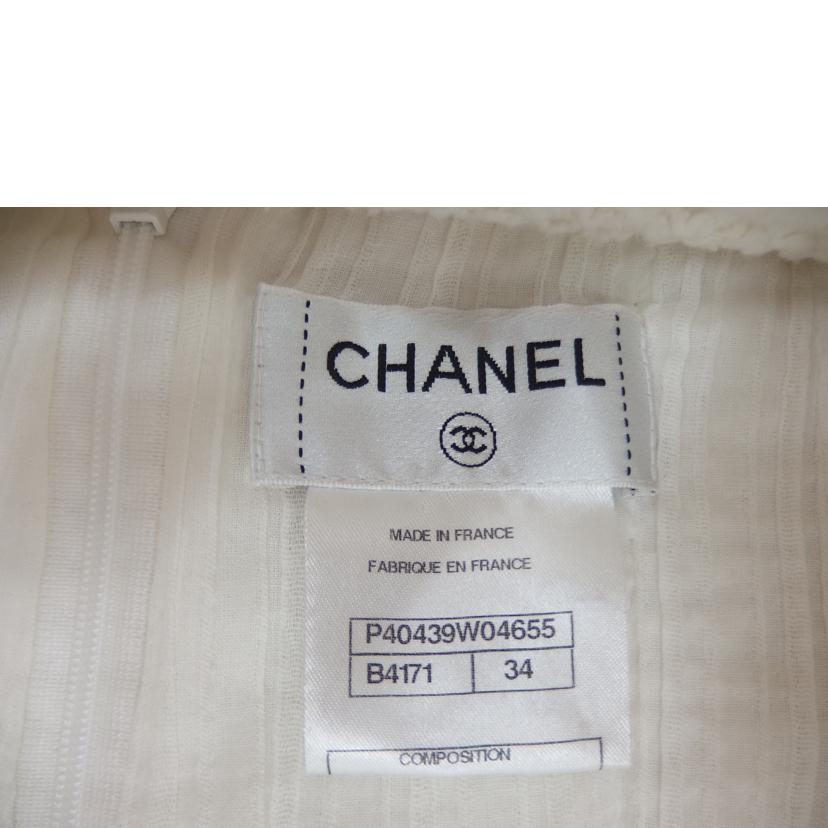 CHANEL
MADE IN FRANCE
FABRIQUE EN FRANCE
P40439W04655
B4171 34
COMPOSITION